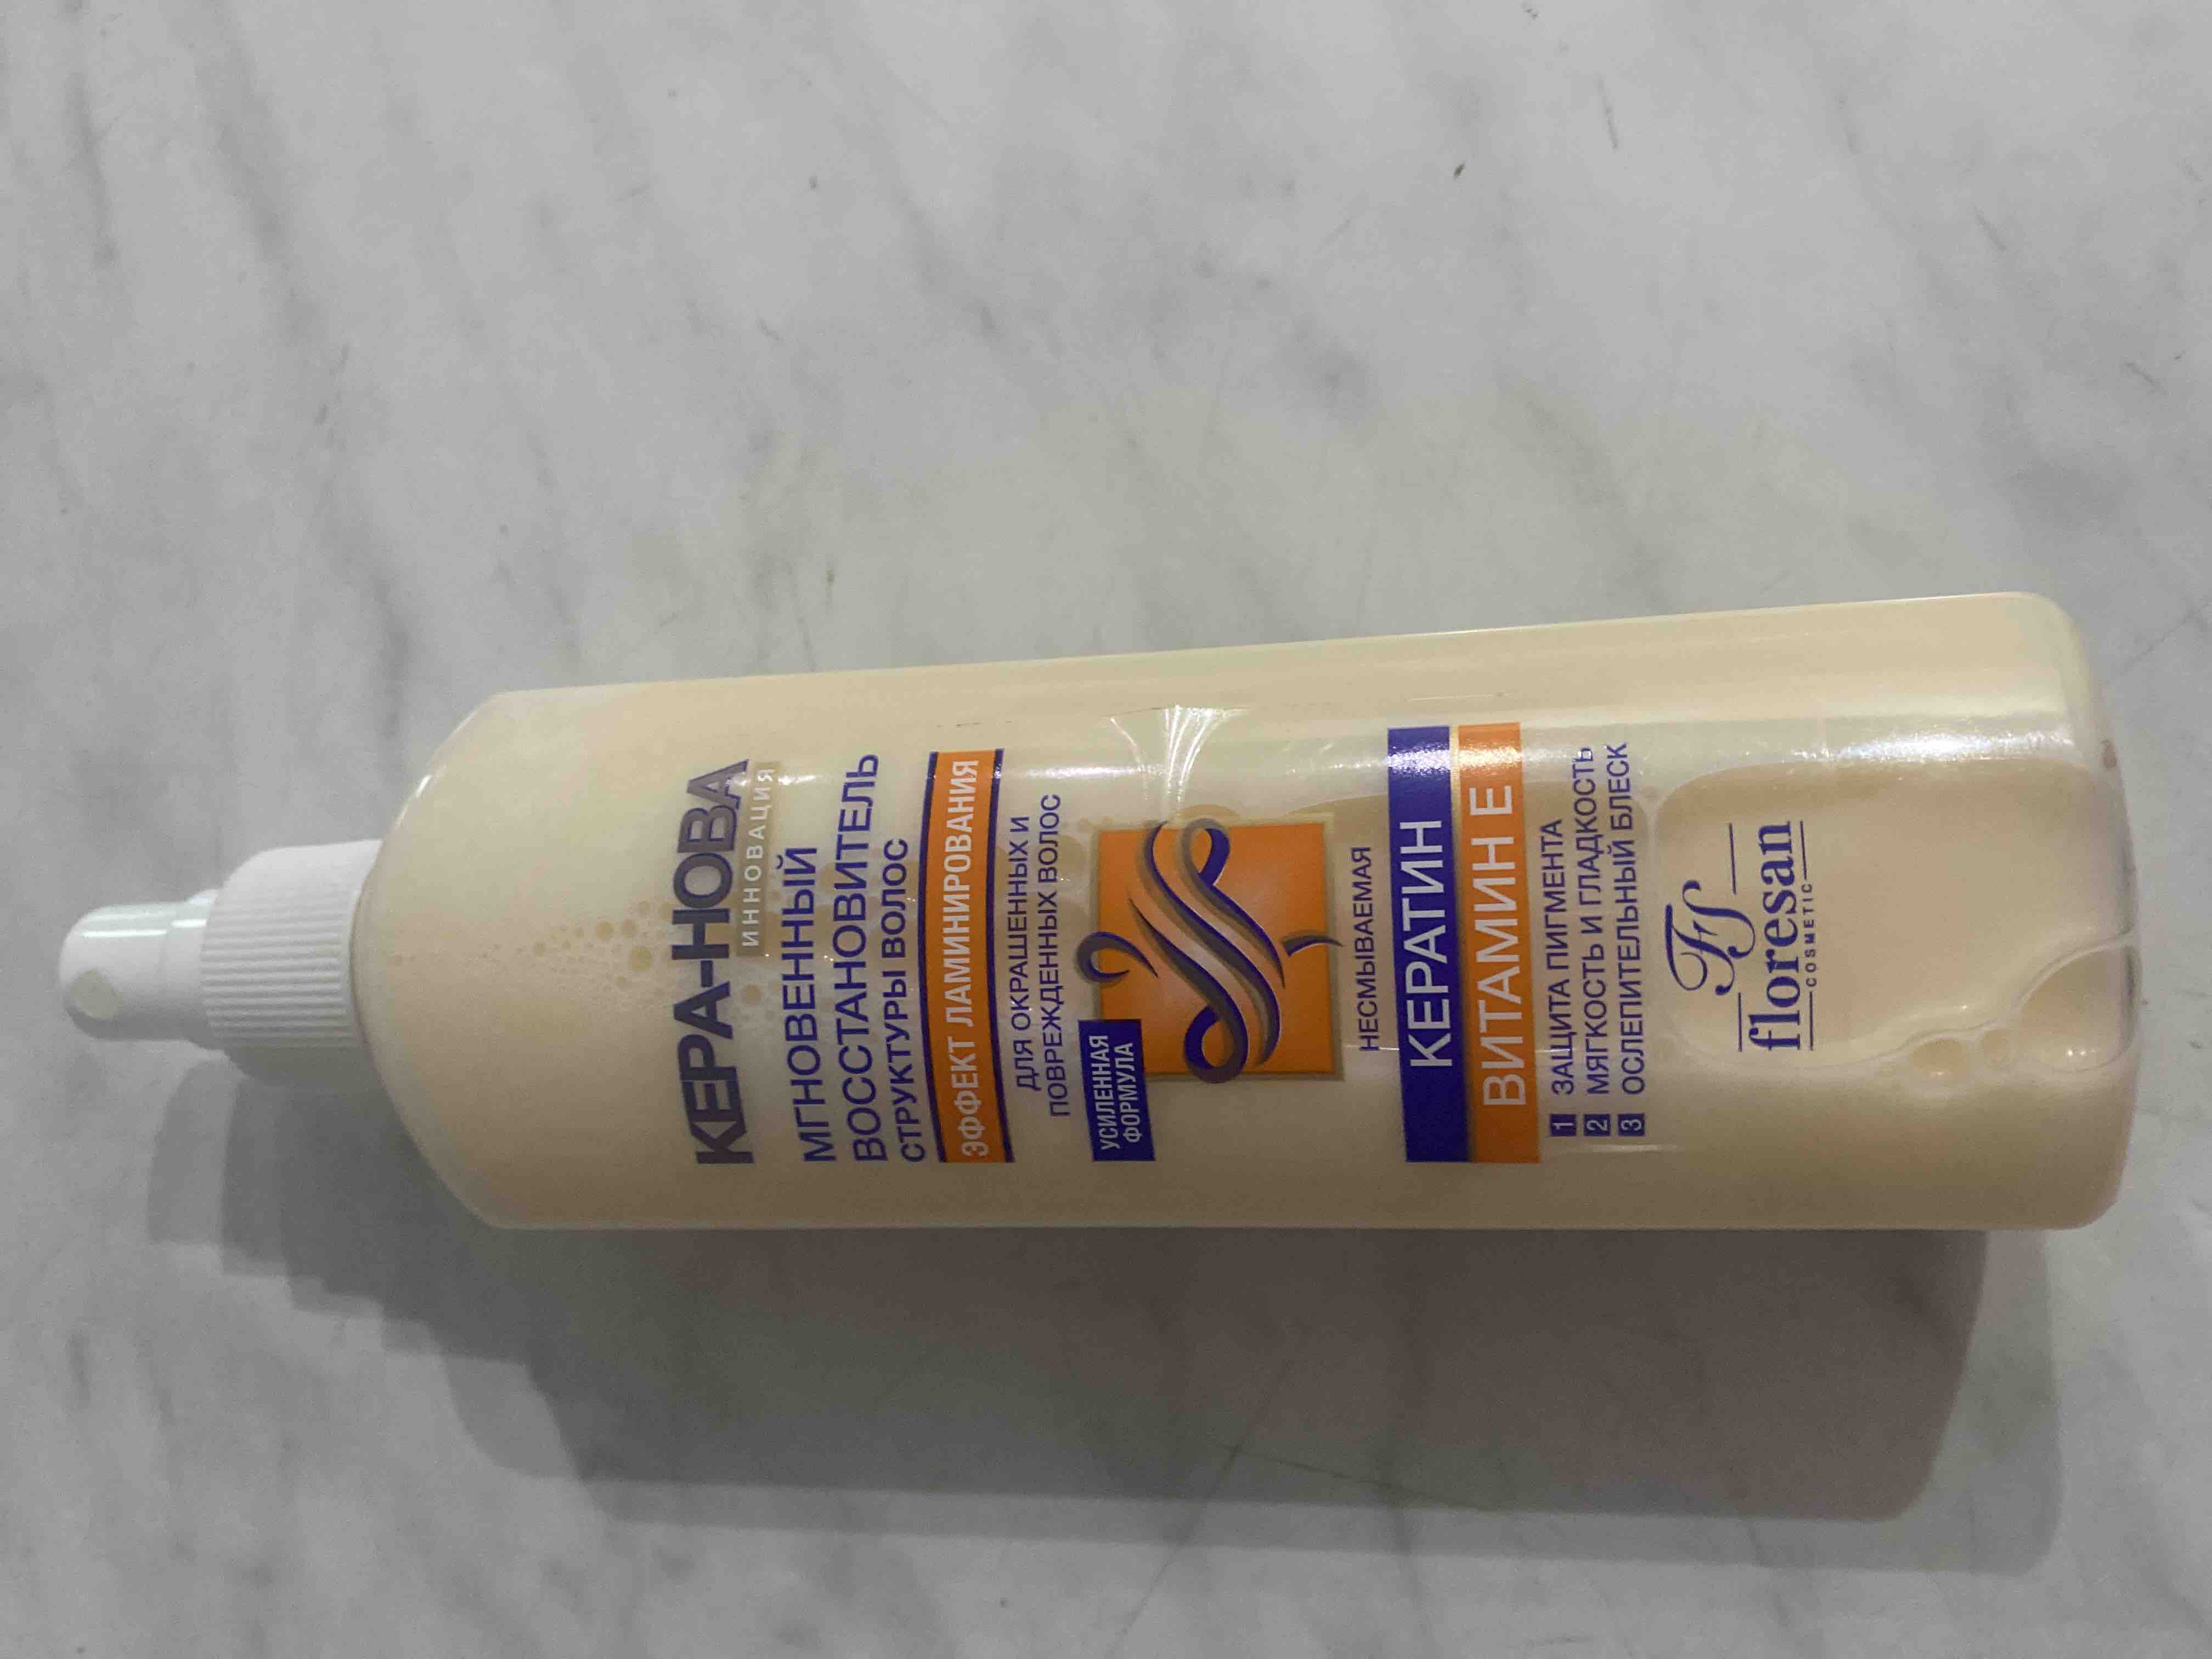 КЕРА-НОВА
ИННОВАЦИЯ
МГНОВЕННЫЙ
ВОССТАНОВИТЕЛЬ
СТРУКТУРЫ ВОЛОС
ЭФФЕКТ ЛАМИНИРОВАНИЯ
ДЛЯ ОКРАШЕННЫХ И
ПОВРЕЖДЕННЫХ ВОЛОС
УСИЛЕННАЯ
ФОРМУЛА
НЕСМЫВАЕМАЯ
КЕРАТИН
ВИТАМИН Е
1 ЗАЩИТА ПИГМЕНТА
2 МЯГКОСТЬ И ГЛАДКОСТЬ
3 ОСЛЕПИТЕЛЬНЫЙ БЛЕСК
FS
floresan
COSMETIC